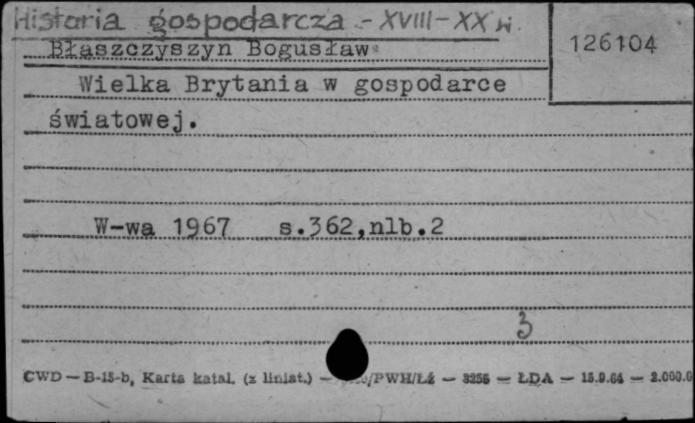 Historia gospodarcza - XVIII-XX w.
126104
Błaszczyszyn Bogusław
Wielka Brytania w gospodarce
światowej.
W-wa 1967 s.362,nlb.2
3
CWD — B-15-b, Karta katal. (z liniat.) — /PWH/Łź — 3256 — ŁDA — 15.9.64 — 2.000.0